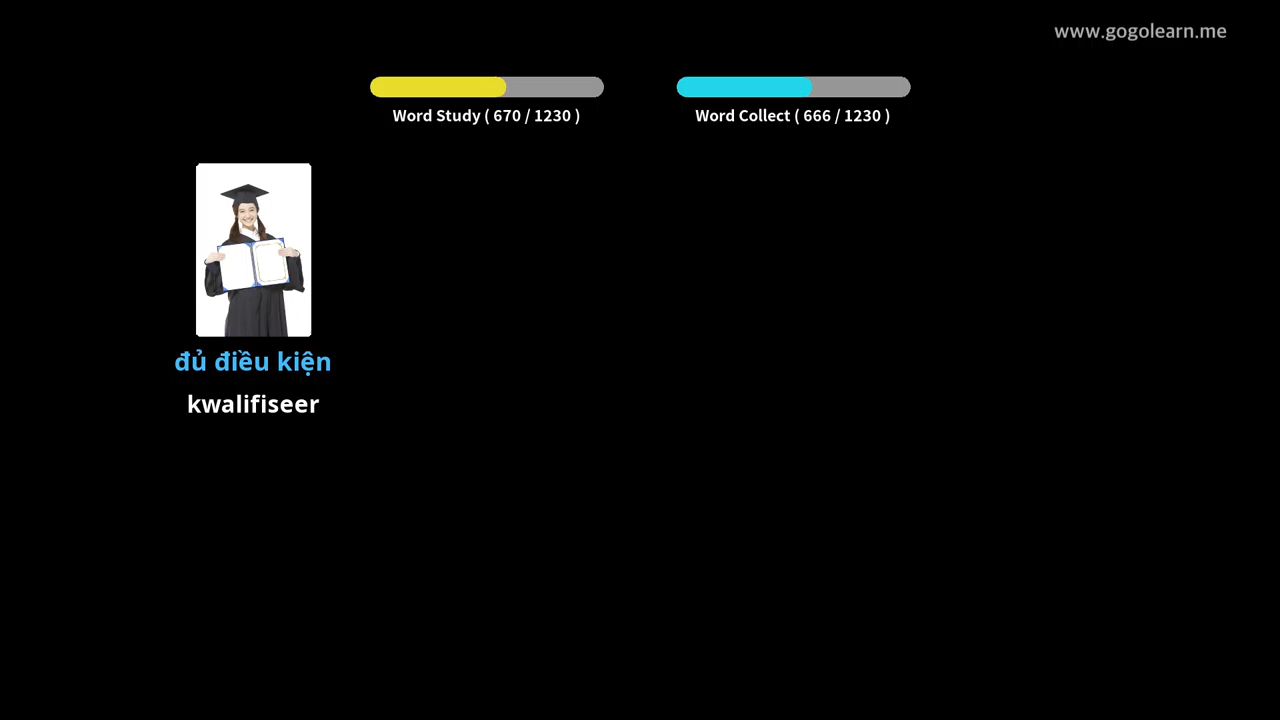 www.gogolearn.me
Word Study ( 670 / 1230 )
Word Collect ( 666 / 1230 )
đủ điều kiện
kwalifiseer